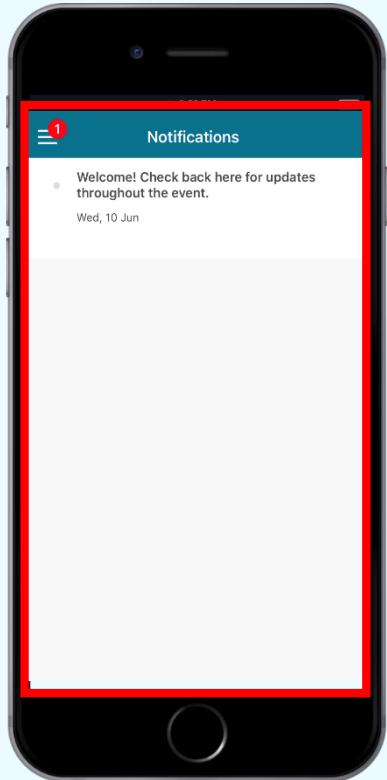 1
Notifications
Welcome! Check back here for updates
throughout the event.
Wed, 10 Jun